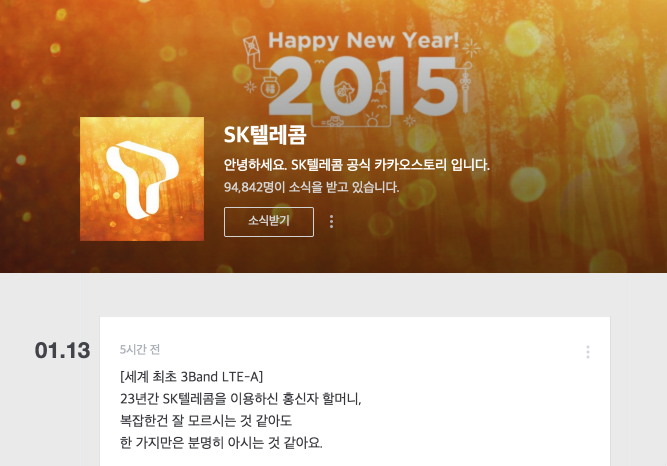 Happy New Year!
2015
SK텔레콤
안녕하세요. SK텔레콤 공식 카카오스토리 입니다.
94,842명이 소식을 받고 있습니다.
소식받기
01.13
5시간 전
[세계 최초 3Band LTE-A]
23년간 SK텔레콤을 이용하신 홍신자 할머니,
복잡한건 잘 모르시는 것 같아도
한 가지만은 분명히 아시는 것 같아요.